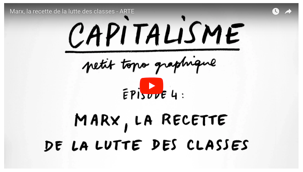 Marx, la recette de la lutte des classes - ARTE
CAPITALISME
petit topo graphique
ÉPISODE 4 :
MARX, LA RECETTE
DE LA LUTTE DES CLASSES